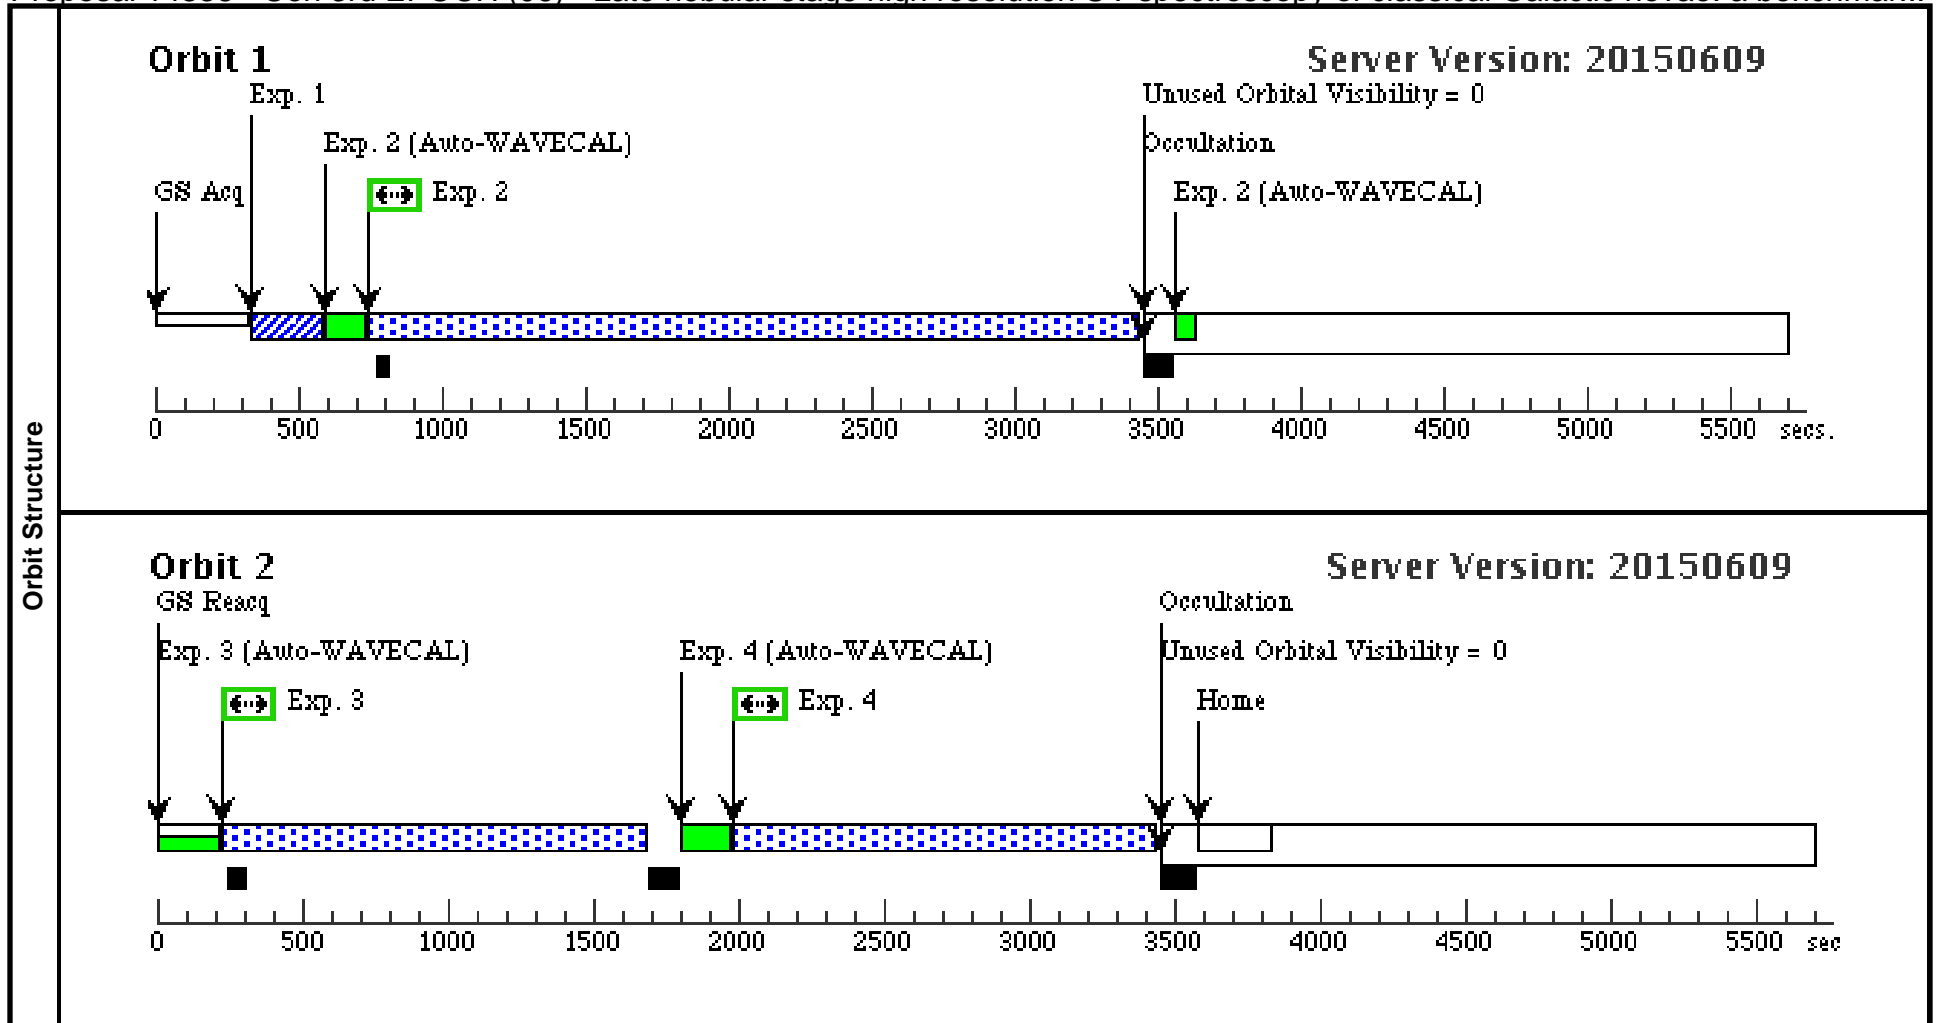 Orbit 1
Server Version: 20150609
Exp. 1
Unused Orbital Visibility = 0
Exp. 2 (Auto-WAVECAL)
Occultation
GS Acq
Exp. 2
Exp. 2 (Auto-WAVECAL)
0 500 1000 1500 2000 2500 3000 3500 4000 4500 5000 5500 secs.
Orbit Structure
Orbit 2
Server Version: 20150609
GS Reacq
Occultation
Exp. 3 (Auto-WAVECAL)
Exp. 4 (Auto-WAVECAL)
Unused Orbital Visibility = 0
Exp. 3
Exp. 4
Home
0 500 1000 1500 2000 2500 3000 3500 4000 4500 5000 5500 sec